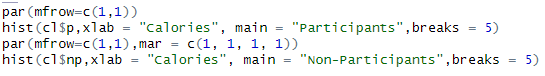 par(mfrow=c(1,1))
hist(cl$p,xlab = "Calories", main = "Participants",breaks = 5)
par(mfrow=c(1,1),mar = c(1, 1, 1, 1))
hist(cl$np,xlab = "Calories", main = "Non-Participants",breaks = 5)